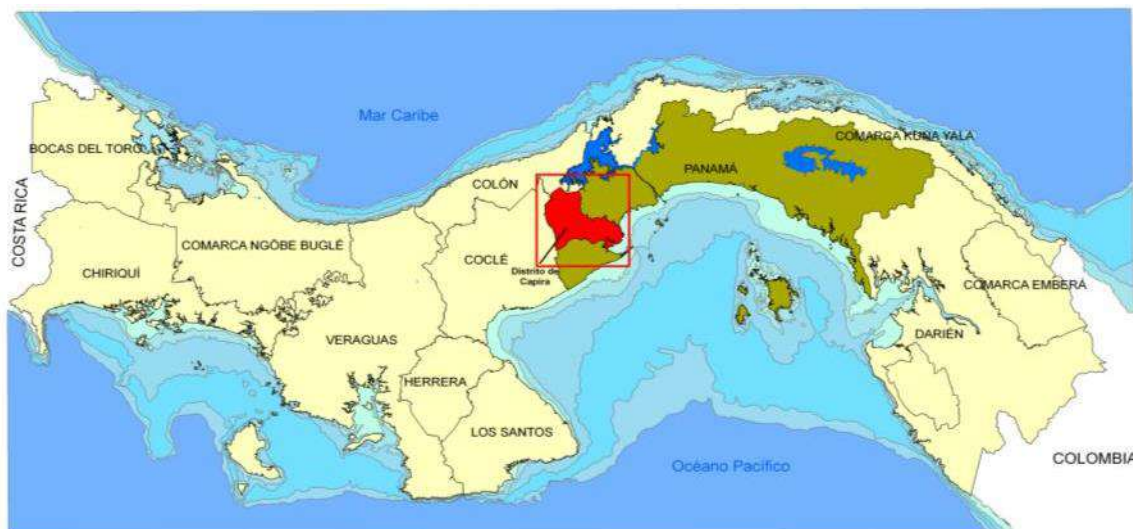 Mar Caribe
BOCAS DEL TORO
COMARCA KUNA YALA
PANAMÁ
COLÓN
COSTA RICA
COMARCA NGÖBE BUGLÉ
CHIRIQUÍ
COCLÉ
Distrito de
Capira
COMARCA EMBERÁ
VERAGUAS
DARIÉN
HERRERA
LOS SANTOS
COLOMBIA
Océano Pacífico